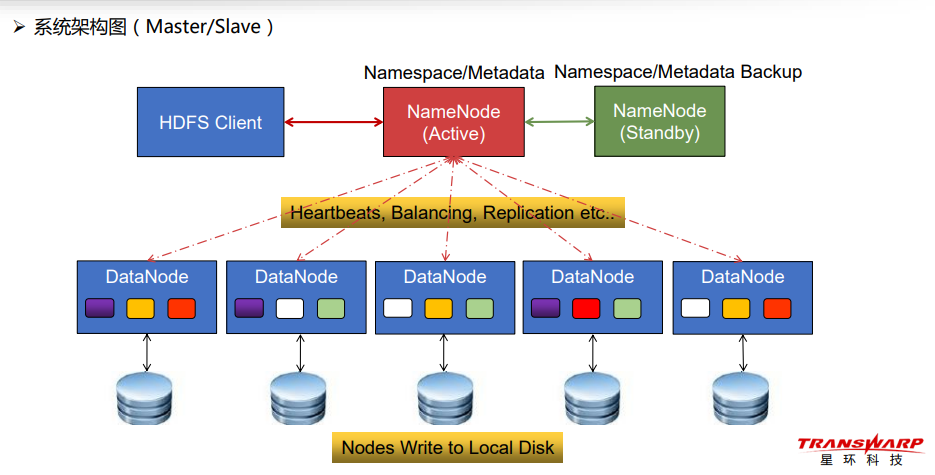 ➢ 系统架构图（Master/Slave）
Namespace/Metadata
Namespace/Metadata Backup
HDFS Client
NameNode
(Active)
NameNode
(Standby)
Heartbeats, Balancing, Replication etc..
DataNode
DataNode
DataNode
DataNode
DataNode
Nodes Write to Local Disk
TRANSWARP
星环科技